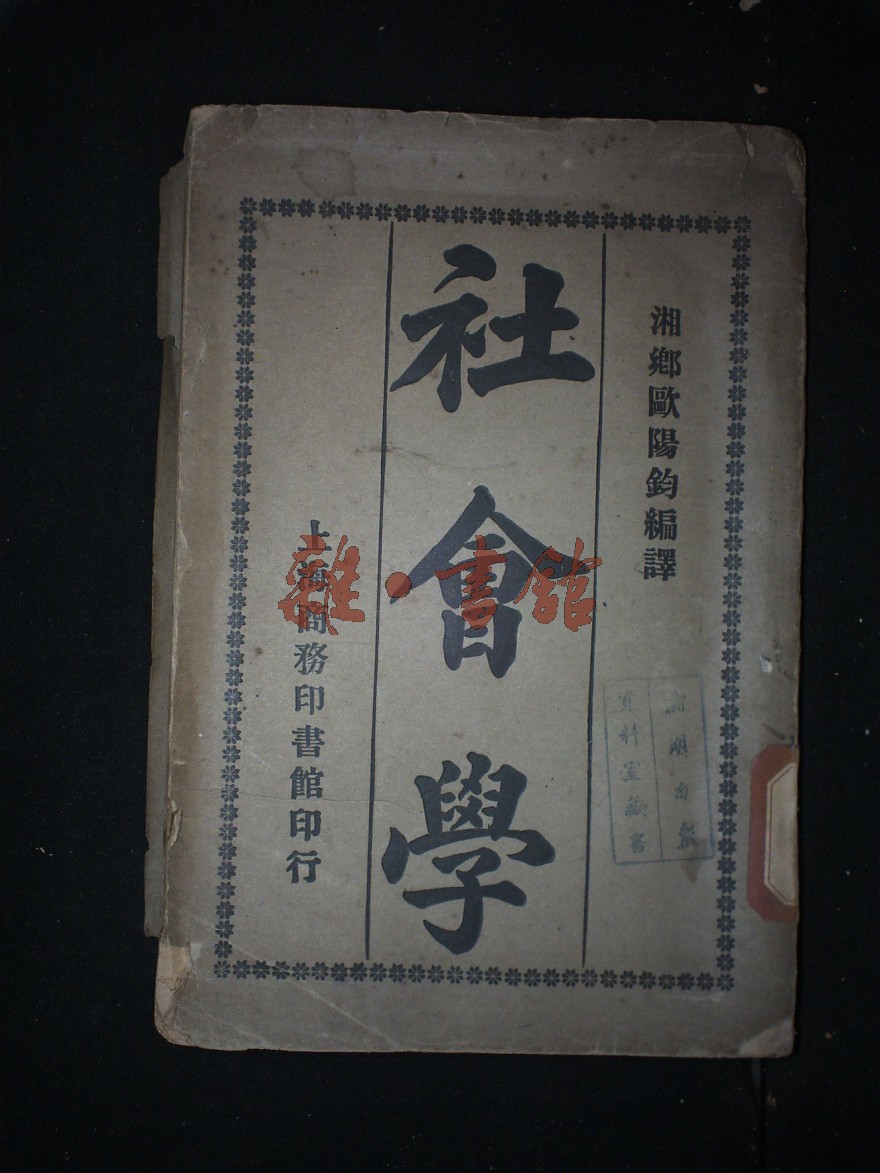 湘鄉歐陽鈞編譯
社會學
上海商務印書館印行
資料室藏書
雜·書館